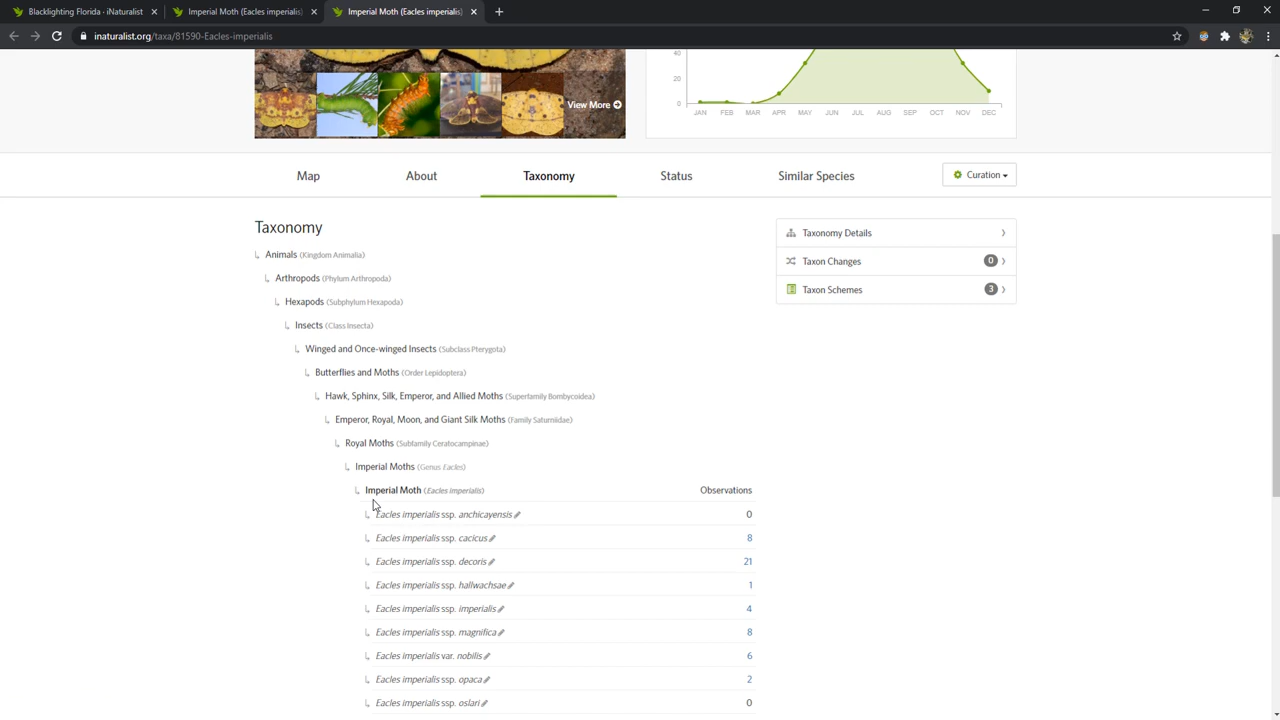 Blacklighting Florida · iNaturalist
Imperial Moth (Eacles imperialis)
Imperial Moth (Eacles imperialis)
inaturalist.org/taxa/81590-Eacles-imperialis
View More
40
20
0
JAN FEB MAR APR MAY JUN JUL AUG SEP OCT NOV DEC
Map About Taxonomy Status Similar Species Curation
Taxonomy
Animals (Kingdom Animalia)
Arthropods (Phylum Arthropoda)
Hexapods (Subphylum Hexapoda)
Insects (Class Insecta)
Winged and Once-winged Insects (Subclass Pterygota)
Butterflies and Moths (Order Lepidoptera)
Hawk, Sphinx, Silk, Emperor, and Allied Moths (Superfamily Bombycoidea)
Emperor, Royal, Moon, and Giant Silk Moths (Family Saturniidae)
Royal Moths (Subfamily Ceratocampinae)
Imperial Moths (Genus Eacles)
Imperial Moth (Eacles imperialis) Observations
Eacles imperialis ssp. anchicayensis 0
Eacles imperialis ssp. cacicus 8
Eacles imperialis ssp. decoris 21
Eacles imperialis ssp. hallwachsae 1
Eacles imperialis ssp. imperialis 4
Eacles imperialis ssp. magnifica 8
Eacles imperialis var. nobilis 6
Eacles imperialis ssp. opaca 2
Eacles imperialis ssp. oslari 0
Taxonomy Details
Taxon Changes 0
Taxon Schemes 3